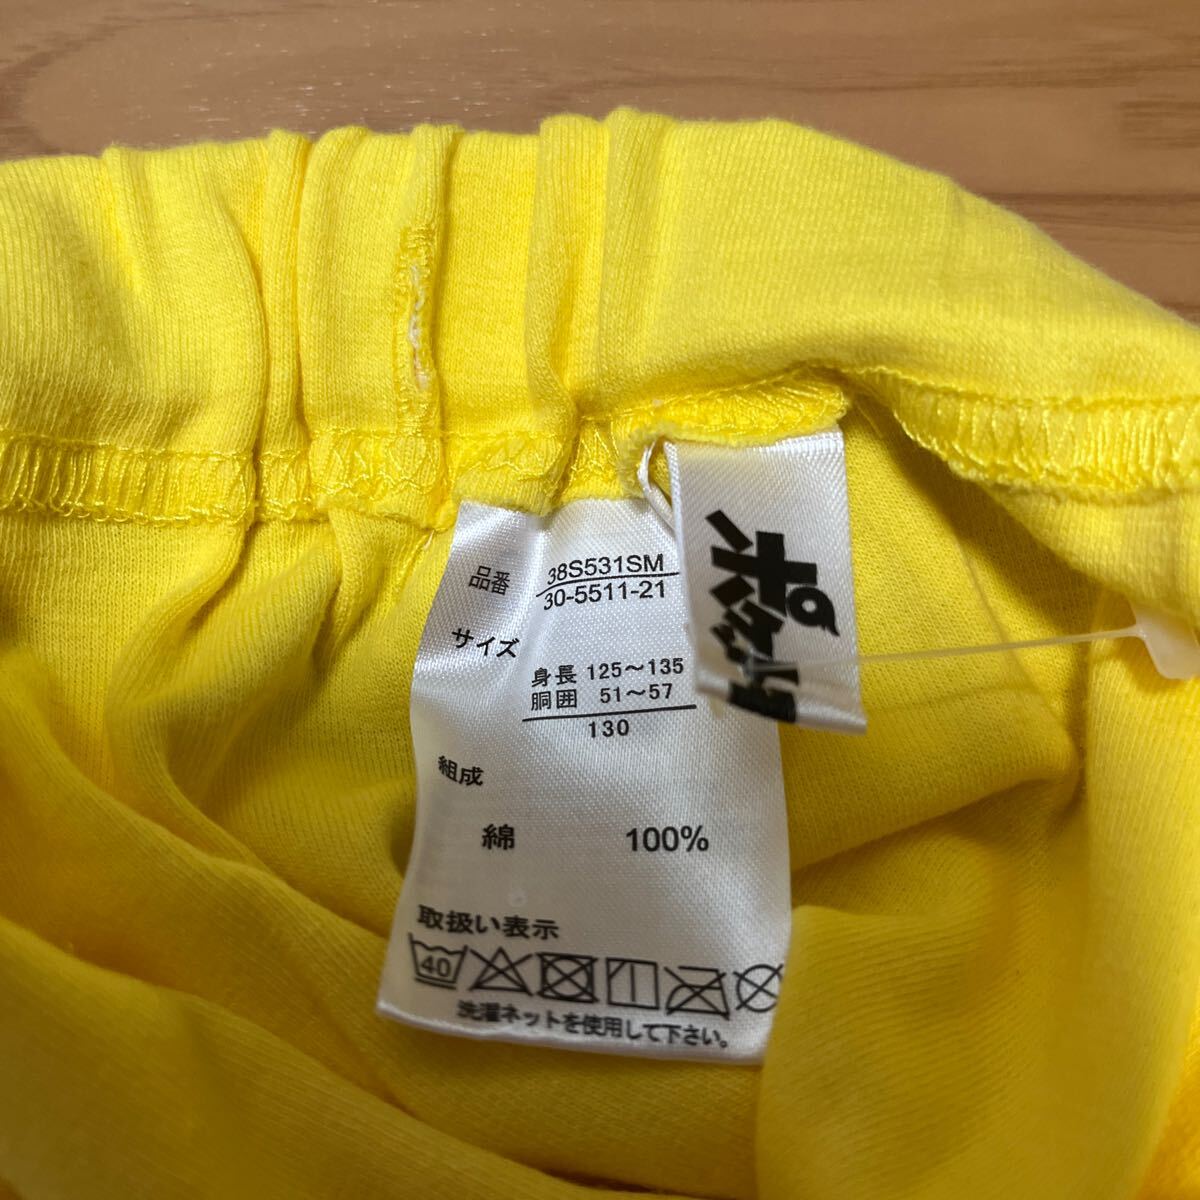 品番 38S531SM
30-5511-21
サイズ
身長 125～135
胴囲 51～57
130
組成
綿 100%
取扱い表示
40
洗濯ネットを使用して下さい。